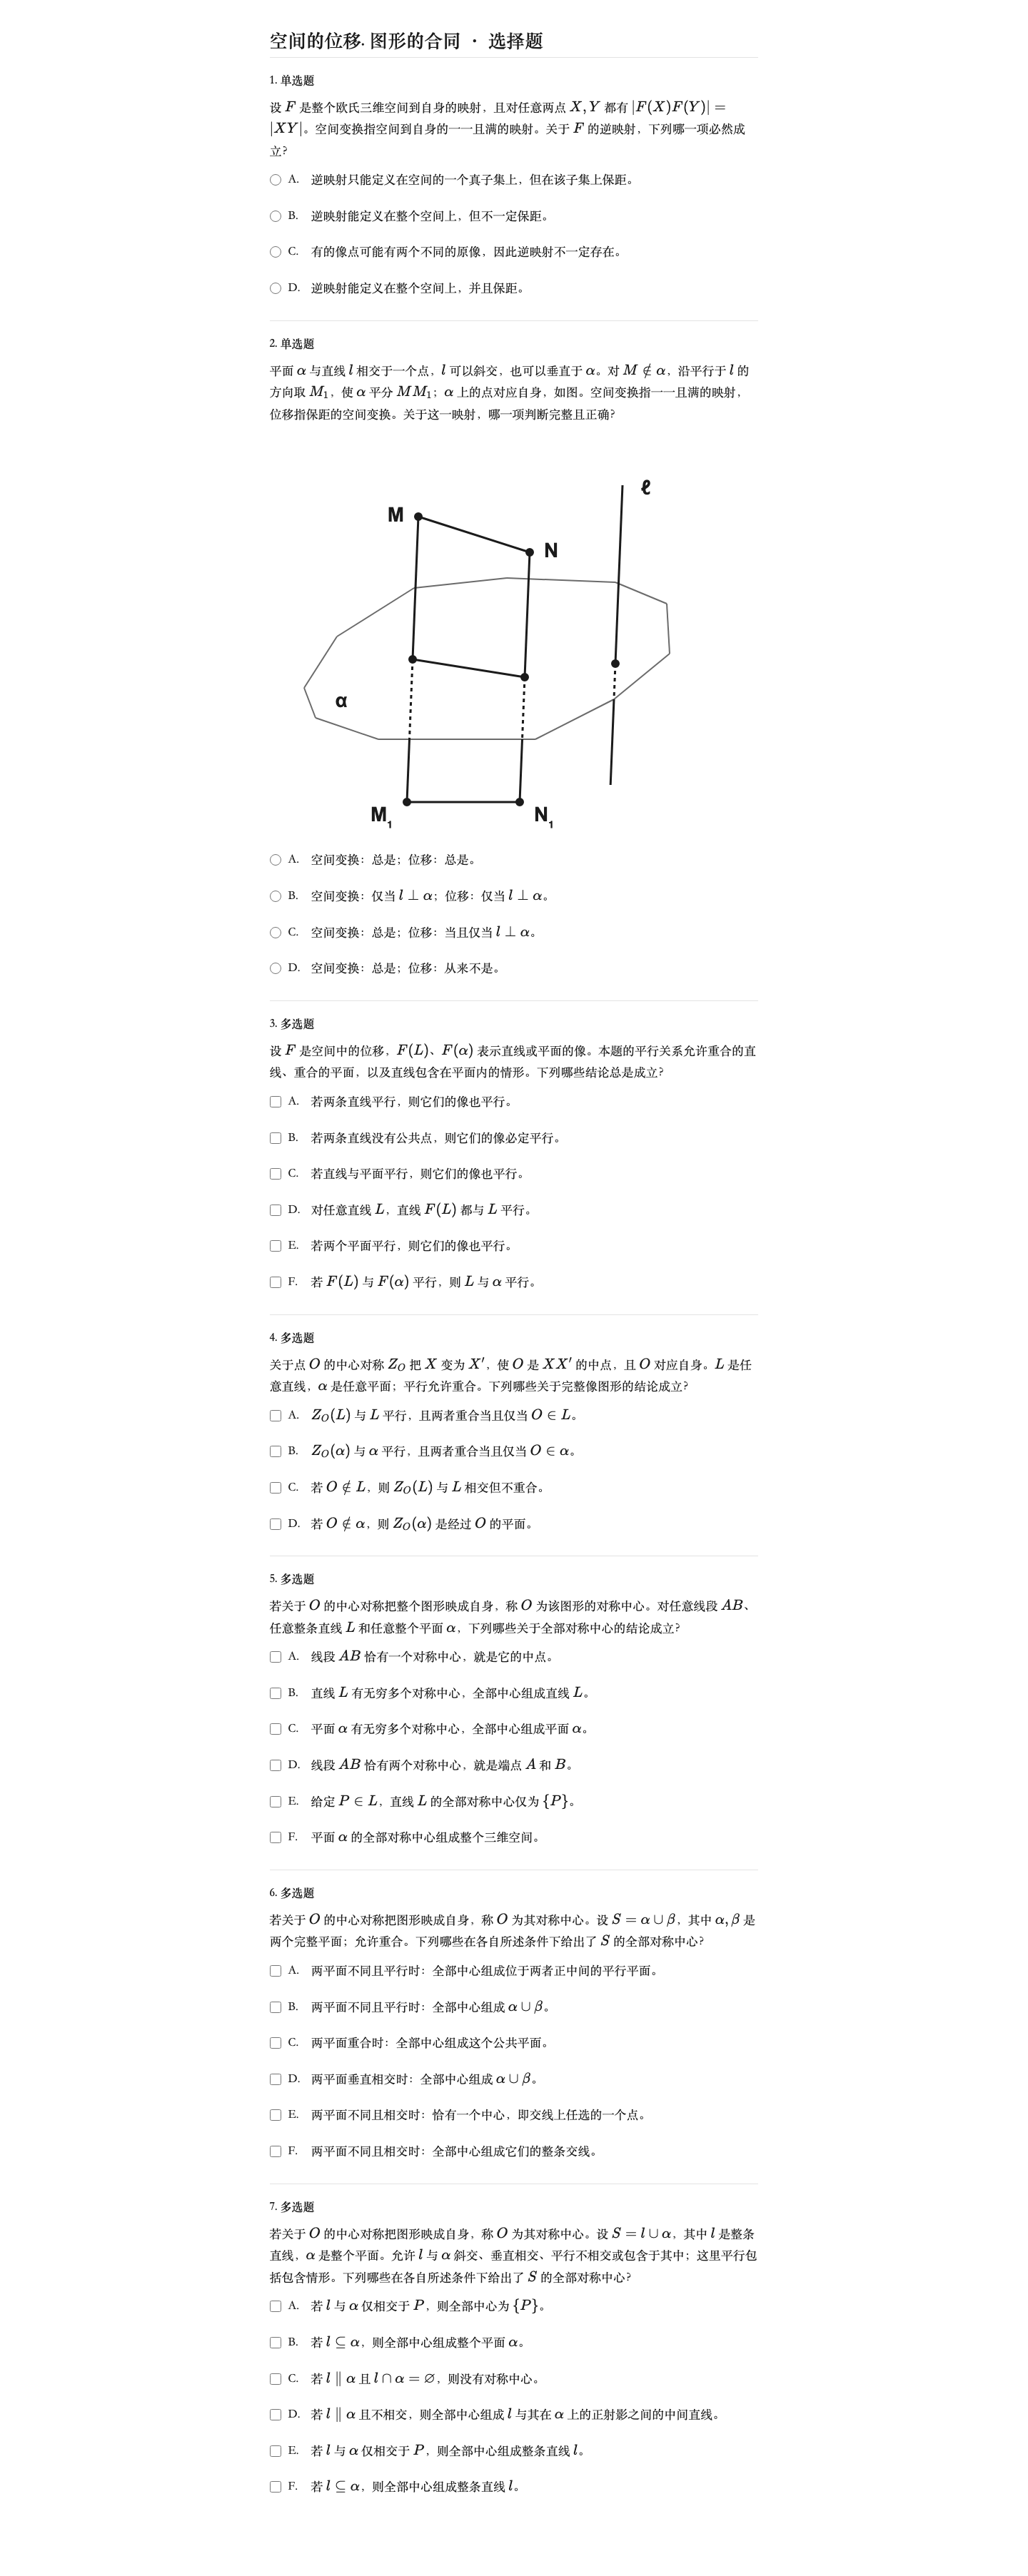 空间的位移. 图形的合同 · 选择题
1. 单选题
设 F 是整个欧氏三维空间到自身的映射，且对任意两点 X, Y 都有 |F(X)F(Y)| =
|XY|。空间变换指空间到自身的一一且满的映射。关于 F 的逆映射，下列哪一项必然成
立?
A. 逆映射只能定义在空间的一个真子集上，但在该子集上保距。
B. 逆映射能定义在整个空间上，但不一定保距。
C. 有的像点可能有两个不同的原像，因此逆映射不一定存在。
D. 逆映射能定义在整个空间上，并且保距。
2. 单选题
平面 α 与直线 l 相交于一个点，l 可以斜交，也可以垂直于 α。对 M ∉ α，沿平行于 l 的
方向取 M₁，使 α 平分 MM₁；α 上的点对应自身，如图。空间变换指一一且满的映射，
位移指保距的空间变换。关于这一映射，哪一项判断完整且正确?
ℓ
M
N
α
M₁
N₁
A. 空间变换：总是；位移：总是。
B. 空间变换：仅当 l ⊥ α；位移：仅当 l ⊥ α。
C. 空间变换：总是；位移：当且仅当 l ⊥ α。
D. 空间变换：总是；位移：从来不是。
3. 多选题
设 F 是空间中的位移，F(L)、F(α) 表示直线或平面的像。本题的平行关系允许重合的直
线、重合的平面，以及直线包含在平面内的情形。下列哪些结论总是成立?
A. 若两条直线平行，则它们的像也平行。
B. 若两条直线没有公共点，则它们的像必定平行。
C. 若直线与平面平行，则它们的像也平行。
D. 对任意直线 L，直线 F(L) 都与 L 平行。
E. 若两个平面平行，则它们的像也平行。
F. 若 F(L) 与 F(α) 平行，则 L 与 α 平行。
4. 多选题
关于点 O 的中心对称 Z_O 把 X 变为 X′，使 O 是 XX′ 的中点，且 O 对应自身。L 是任
意直线，α 是任意平面；平行允许重合。下列哪些关于完整像图形的结论成立?
A. Z_O(L) 与 L 平行，且两者重合当且仅当 O ∈ L。
B. Z_O(α) 与 α 平行，且两者重合当且仅当 O ∈ α。
C. 若 O ∉ L，则 Z_O(L) 与 L 相交但不重合。
D. 若 O ∉ α，则 Z_O(α) 是经过 O 的平面。
5. 多选题
若关于 O 的中心对称把整个图形映成自身，称 O 为该图形的对称中心。对任意线段 AB、
任意整条直线 L 和任意整个平面 α，下列哪些关于全部对称中心的结论成立?
A. 线段 AB 恰有一个对称中心，就是它的中点。
B. 直线 L 有无穷多个对称中心，全部中心组成直线 L。
C. 平面 α 有无穷多个对称中心，全部中心组成平面 α。
D. 线段 AB 恰有两个对称中心，就是端点 A 和 B。
E. 给定 P ∈ L，直线 L 的全部对称中心仅为 {P}。
F. 平面 α 的全部对称中心组成整个三维空间。
6. 多选题
若关于 O 的中心对称把图形映成自身，称 O 为其对称中心。设 S = α ∪ β，其中 α, β 是
两个完整平面；允许重合。下列哪些在各自所述条件下给出了 S 的全部对称中心?
A. 两平面不同且平行时：全部中心组成位于两者正中间的平行平面。
B. 两平面不同且平行时：全部中心组成 α ∪ β。
C. 两平面重合时：全部中心组成这个公共平面。
D. 两平面垂直相交时：全部中心组成 α ∪ β。
E. 两平面不同且相交时：恰有一个中心，即交线上任选的一个点。
F. 两平面不同且相交时：全部中心组成它们的整条交线。
7. 多选题
若关于 O 的中心对称把图形映成自身，称 O 为其对称中心。设 S = l ∪ α，其中 l 是整条
直线，α 是整个平面。允许 l 与 α 斜交、垂直相交、平行不相交或包含于其中；这里平行包
括包含情形。下列哪些在各自所述条件下给出了 S 的全部对称中心?
A. 若 l 与 α 仅相交于 P，则全部中心为 {P}。
B. 若 l ⊆ α，则全部中心组成整个平面 α。
C. 若 l ∥ α 且 l ∩ α = ∅，则没有对称中心。
D. 若 l ∥ α 且不相交，则全部中心组成 l 与其在 α 上的正射影之间的中间直线。
E. 若 l 与 α 仅相交于 P，则全部中心组成整条直线 l。
F. 若 l ⊆ α，则全部中心组成整条直线 l。